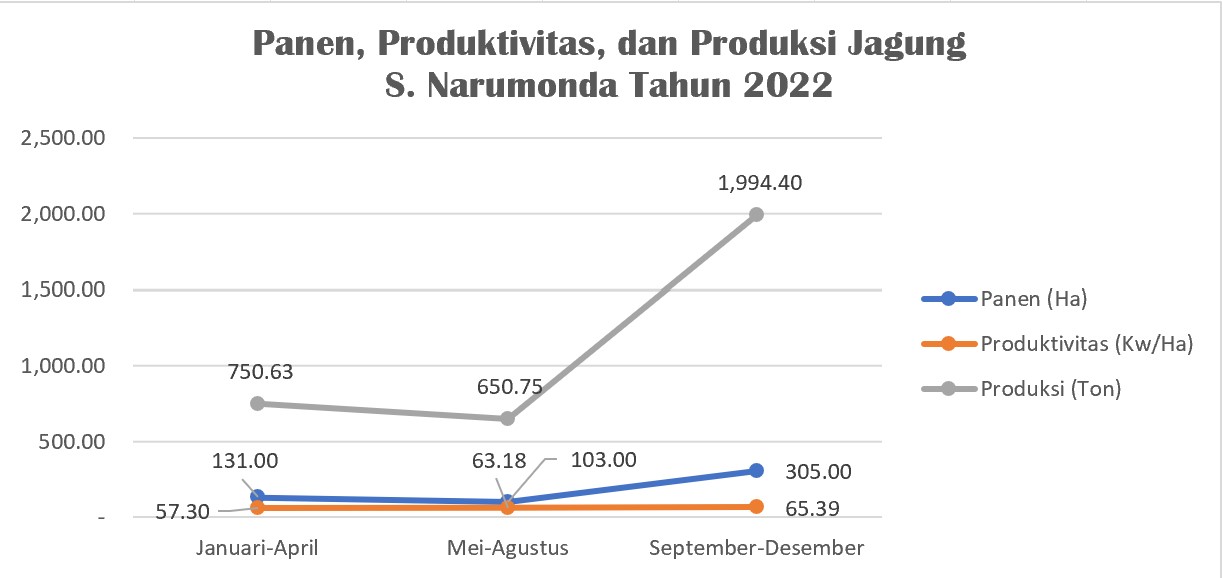 Panen, Produktivitas, dan Produksi Jagung
S. Narumonda Tahun 2022
2,500.00
2,000.00
1,500.00
1,000.00
500.00
-
1,994.40
750.63
650.75
131.00
63.18
103.00
305.00
57.30
65.39
Januari-April
Mei-Agustus
September-Desember
Panen (Ha)
Produktivitas (Kw/Ha)
Produksi (Ton)